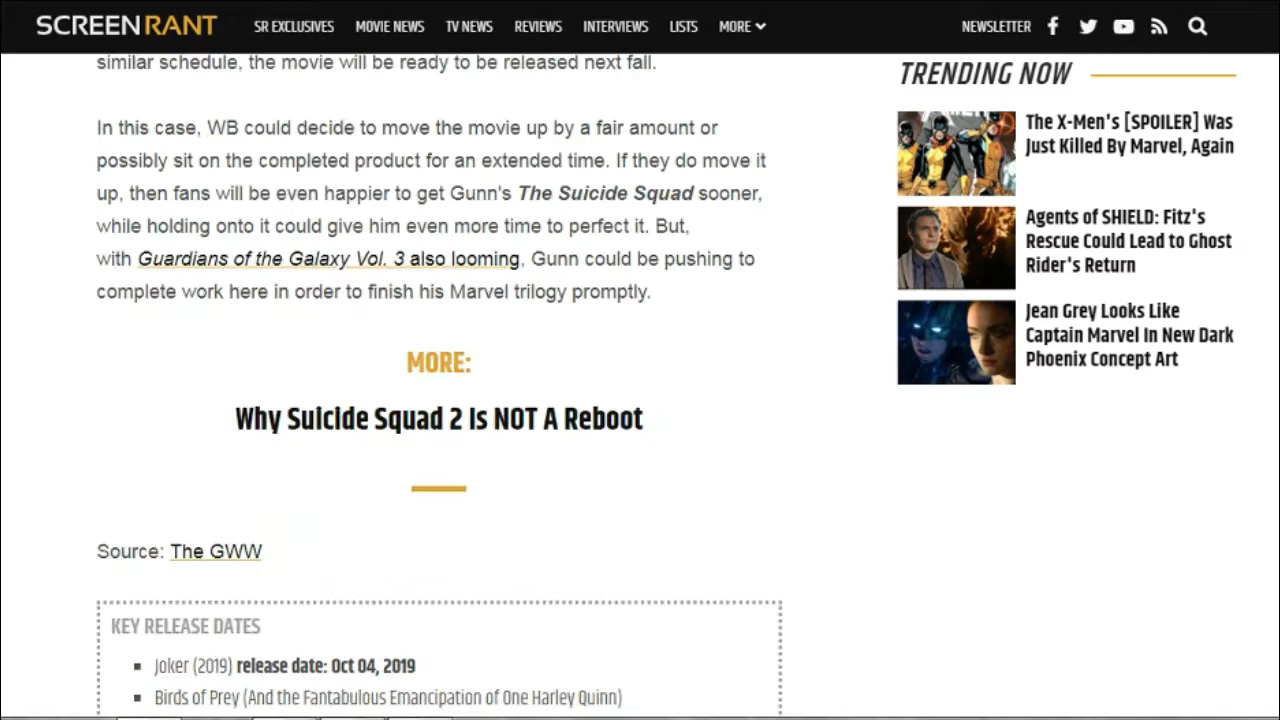 SCREENRANT SR EXCLUSIVES MOVIE NEWS TV NEWS REVIEWS INTERVIEWS LISTS MORE NEWSLETTER
similar schedule, the movie will be ready to be released next fall.
In this case, WB could decide to move the movie up by a fair amount or
possibly sit on the completed product for an extended time. If they do move it
up, then fans will be even happier to get Gunn's The Suicide Squad sooner,
while holding onto it could give him even more time to perfect it. But,
with Guardians of the Galaxy Vol. 3 also looming, Gunn could be pushing to
complete work here in order to finish his Marvel trilogy promptly.
MORE:
Why Suicide Squad 2 Is NOT A Reboot
Source: The GWW
KEY RELEASE DATES
Joker (2019) release date: Oct 04, 2019
Birds of Prey (And the Fantabulous Emancipation of One Harley Quinn)
TRENDING NOW
The X-Men's [SPOILER] Was
Just Killed By Marvel, Again
Agents of SHIELD: Fitz's
Rescue Could Lead to Ghost
Rider's Return
Jean Grey Looks Like
Captain Marvel In New Dark
Phoenix Concept Art